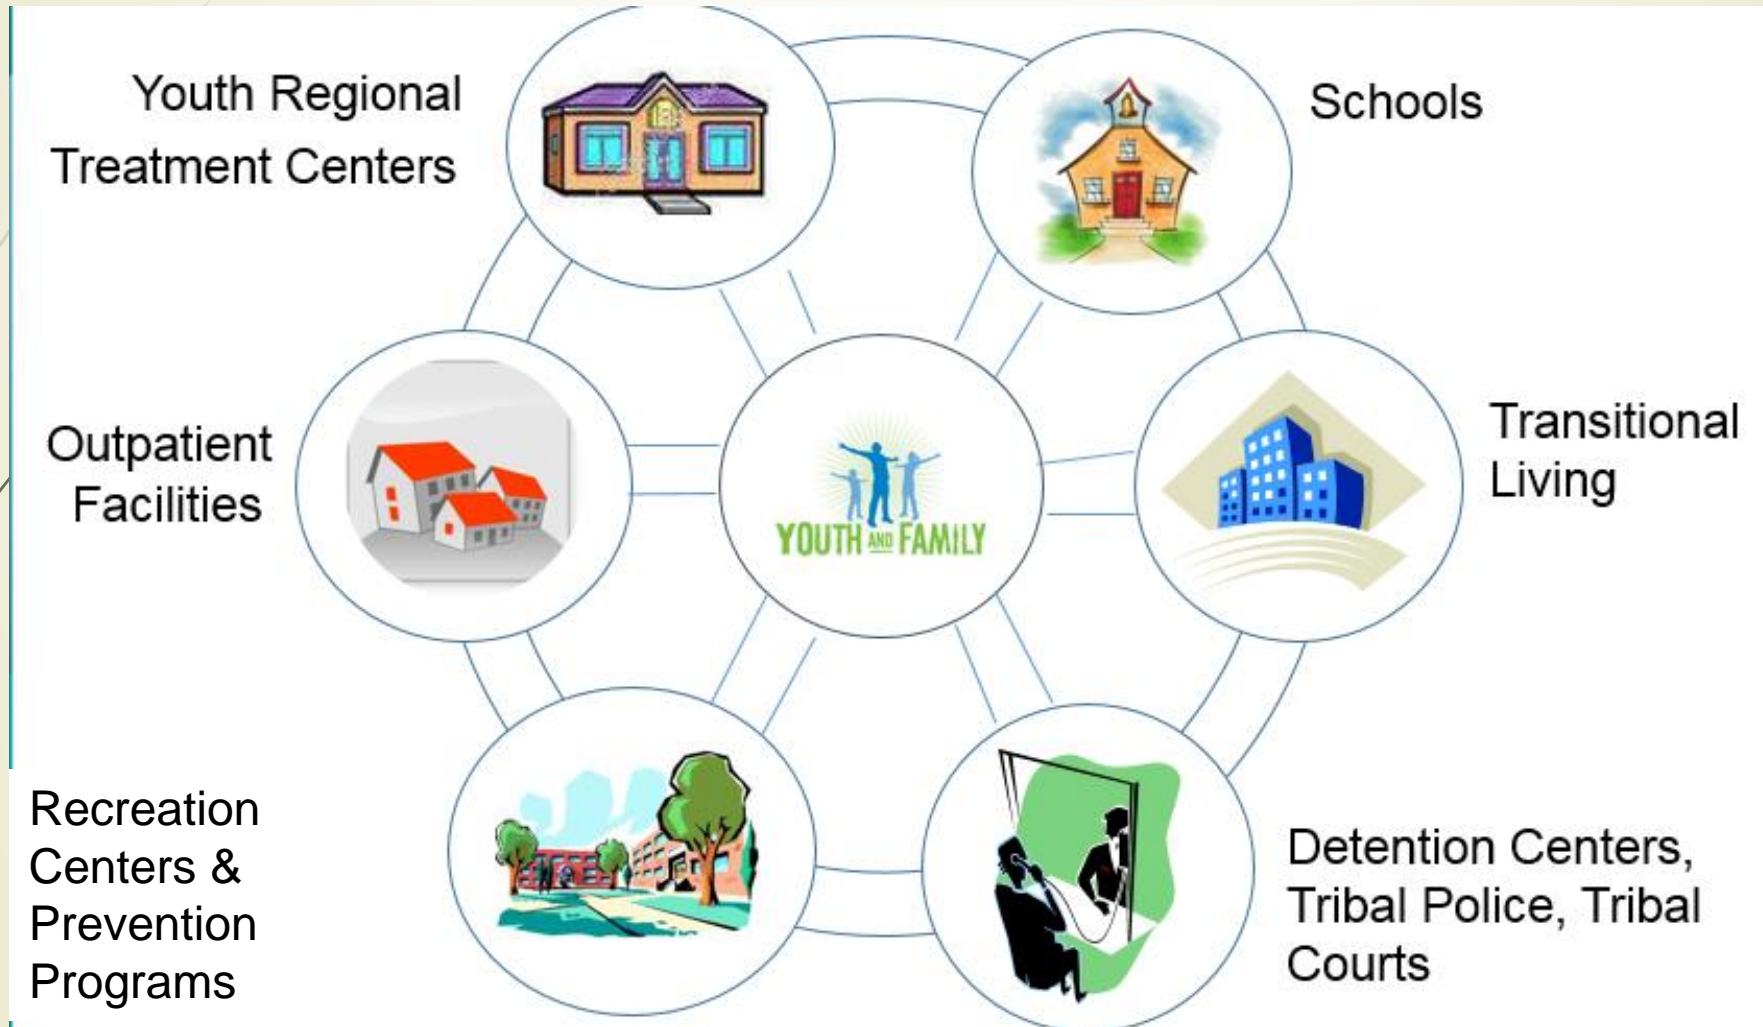 Youth Regional
Treatment Centers
Schools
Outpatient
Facilities
YOUTH AND FAMILY
Transitional
Living
Recreation
Centers &
Prevention
Programs
Detention Centers,
Tribal Police, Tribal
Courts